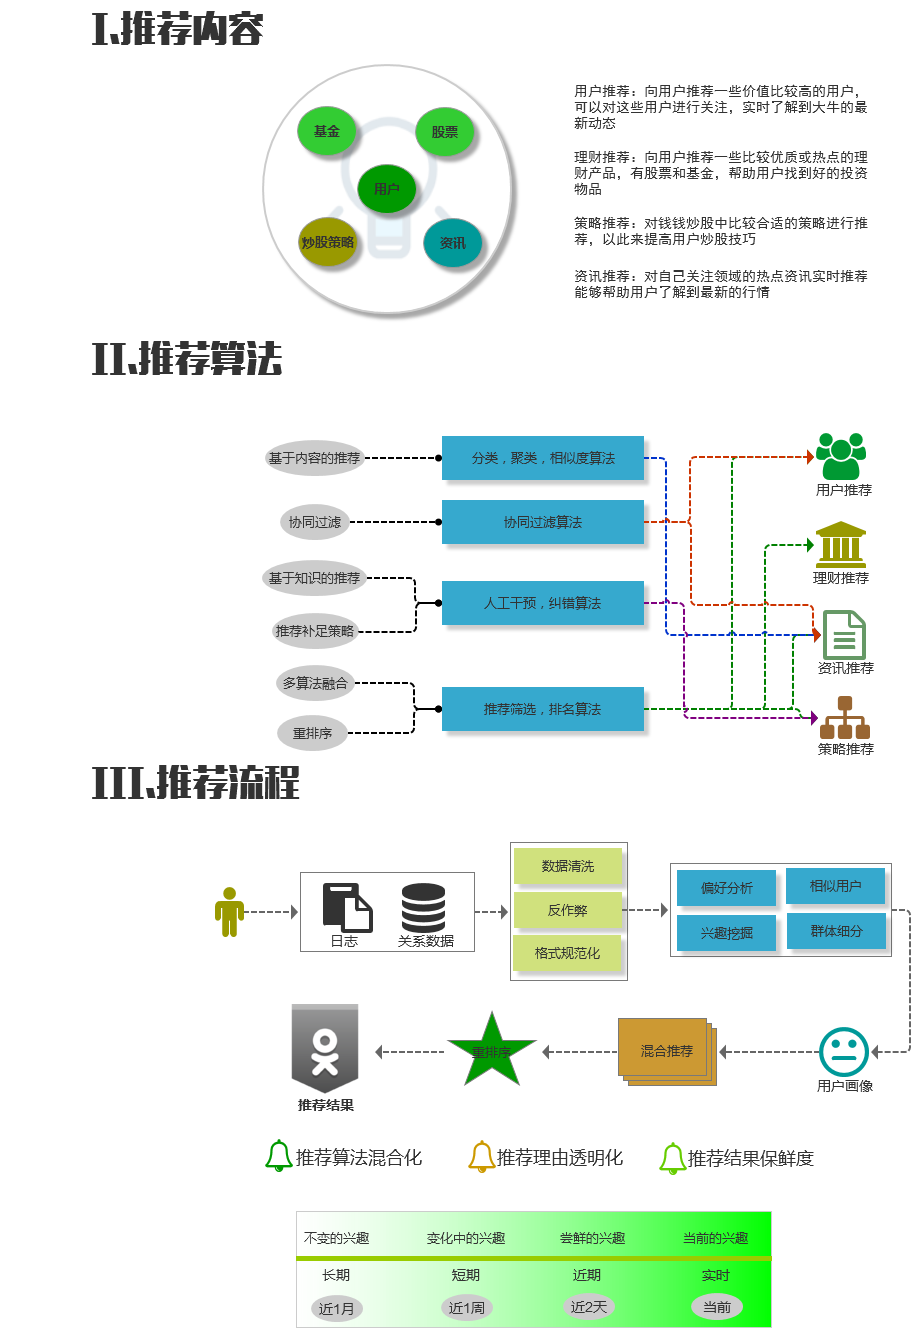 I.推荐内容
基金
股票
用户
炒股策略
资讯
用户推荐：向用户推荐一些价值比较高的用户，
可以对这些用户进行关注，实时了解到大牛的最
新动态
理财推荐：向用户推荐一些比较优质或热点的理
财产品，有股票和基金，帮助用户找到好的投资
物品
策略推荐：对钱钱炒股中比较合适的策略进行推
荐，以此来提高用户炒股技巧
资讯推荐：对自己关注领域的热点资讯实时推荐
能够帮助用户了解到最新的行情
II.推荐算法
基于内容的推荐
分类，聚类，相似度算法
用户推荐
协同过滤
协同过滤算法
理财推荐
基于知识的推荐
人工干预，纠错算法
推荐补足策略
资讯推荐
多算法融合
推荐筛选，排名算法
重排序
策略推荐
III.推荐流程
日志
关系数据
数据清洗
反作弊
格式规范化
偏好分析
相似用户
兴趣挖掘
群体细分
用户画像
混合推荐
重排序
推荐结果
推荐算法混合化
推荐理由透明化
推荐结果保鲜度
不变的兴趣
变化中的兴趣
尝鲜的兴趣
当前的兴趣
长期
短期
近期
实时
近1月
近1周
近2天
当前